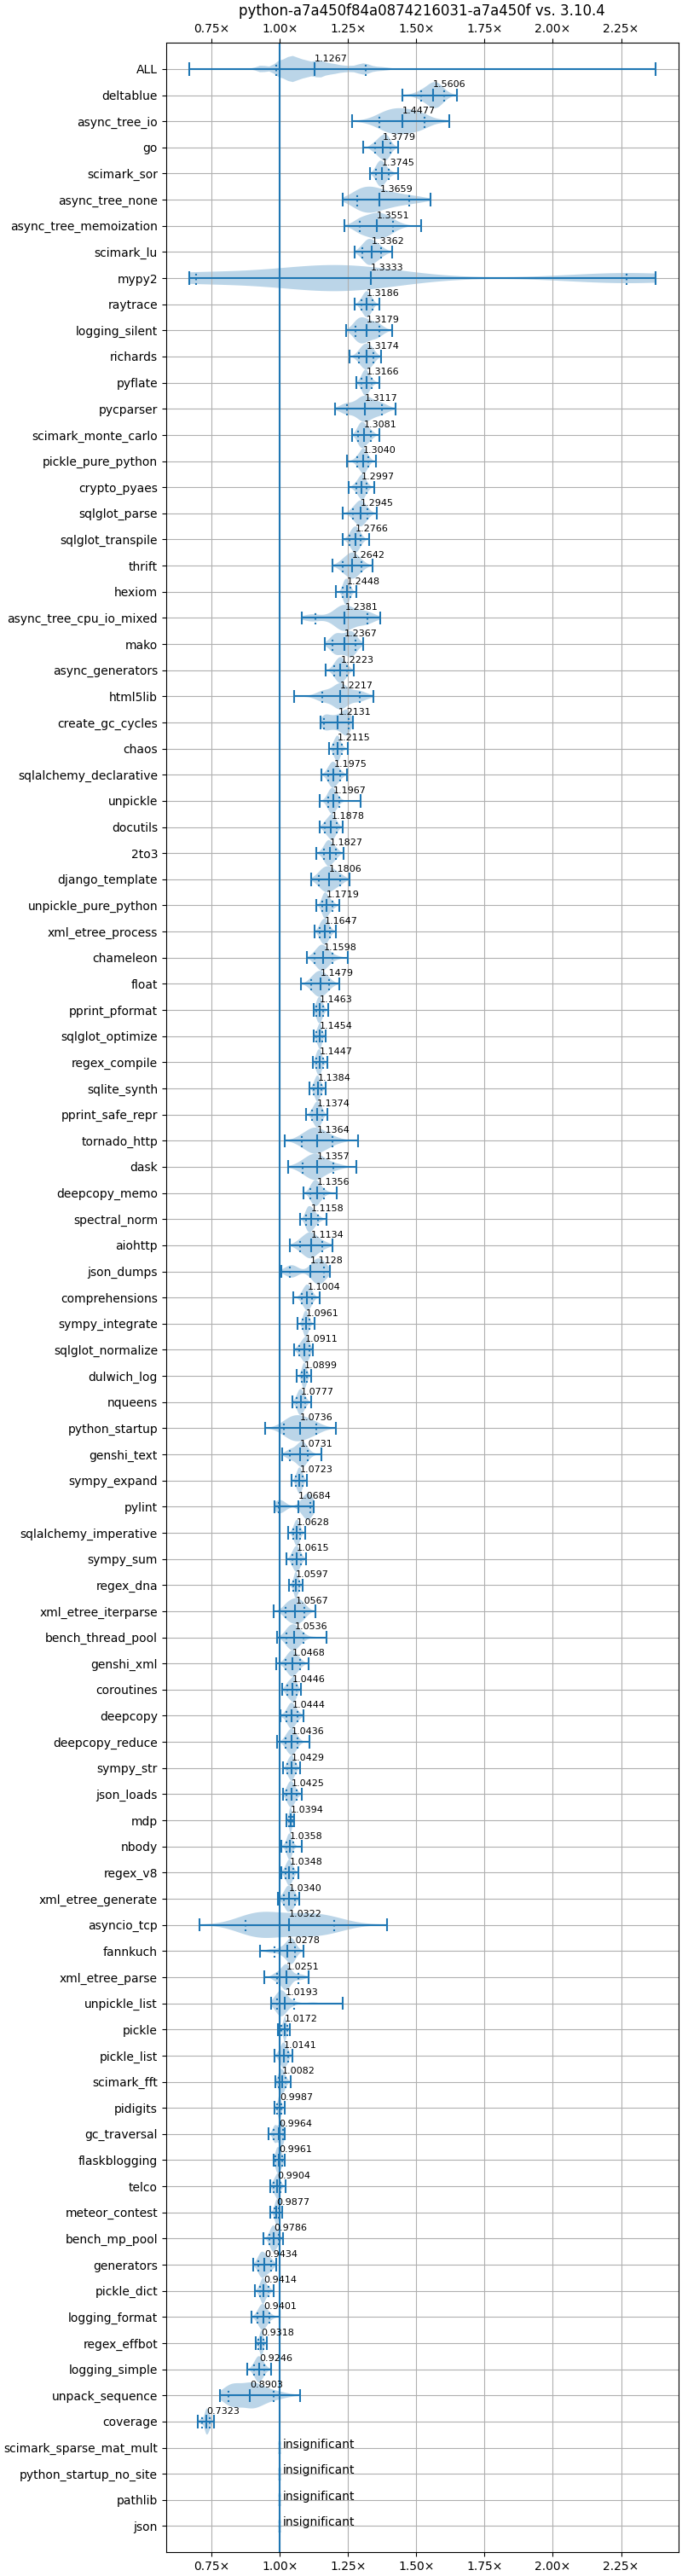 python-a7a450f84a0874216031-a7a450f vs. 3.10.4
0.75× 1.00× 1.25× 1.50× 1.75× 2.00× 2.25×
ALL 1.1267
deltablue 1.5606
async_tree_io 1.4477
go 1.3779
scimark_sor 1.3745
async_tree_none 1.3659
async_tree_memoization 1.3551
scimark_lu 1.3362
mypy2 1.3333
raytrace 1.3186
logging_silent 1.3179
richards 1.3174
pyflate 1.3166
pycparser 1.3117
scimark_monte_carlo 1.3081
pickle_pure_python 1.3040
crypto_pyaes 1.2997
sqlglot_parse 1.2945
sqlglot_transpile 1.2766
thrift 1.2642
hexiom 1.2448
async_tree_cpu_io_mixed 1.2381
mako 1.2367
async_generators 1.2223
html5lib 1.2217
create_gc_cycles 1.2131
chaos 1.2115
sqlalchemy_declarative 1.1975
unpickle 1.1967
docutils 1.1878
2to3 1.1827
django_template 1.1806
unpickle_pure_python 1.1719
xml_etree_process 1.1647
chameleon 1.1598
float 1.1479
pprint_pformat 1.1463
sqlglot_optimize 1.1454
regex_compile 1.1447
sqlite_synth 1.1384
pprint_safe_repr 1.1374
tornado_http 1.1364
dask 1.1357
deepcopy_memo 1.1356
spectral_norm 1.1158
aiohttp 1.1134
json_dumps 1.1128
comprehensions 1.1004
sympy_integrate 1.0961
sqlglot_normalize 1.0911
dulwich_log 1.0899
nqueens 1.0777
python_startup 1.0736
genshi_text 1.0731
sympy_expand 1.0723
pylint 1.0684
sqlalchemy_imperative 1.0628
sympy_sum 1.0615
regex_dna 1.0597
xml_etree_iterparse 1.0567
bench_thread_pool 1.0536
genshi_xml 1.0468
coroutines 1.0446
deepcopy 1.0444
deepcopy_reduce 1.0436
sympy_str 1.0429
json_loads 1.0425
mdp 1.0394
nbody 1.0358
regex_v8 1.0348
xml_etree_generate 1.0340
asyncio_tcp 1.0322
fannkuch 1.0278
xml_etree_parse 1.0251
unpickle_list 1.0193
pickle 1.0172
pickle_list 1.0141
scimark_fft 1.0082
pidigits 0.9987
gc_traversal 0.9964
flaskblogging 0.9961
telco 0.9904
meteor_contest 0.9877
bench_mp_pool 0.9786
generators 0.9434
pickle_dict 0.9414
logging_format 0.9401
regex_effbot 0.9318
logging_simple 0.9246
unpack_sequence 0.8903
coverage 0.7323
scimark_sparse_mat_mult insignificant
python_startup_no_site insignificant
pathlib insignificant
json insignificant
0.75× 1.00× 1.25× 1.50× 1.75× 2.00× 2.25×